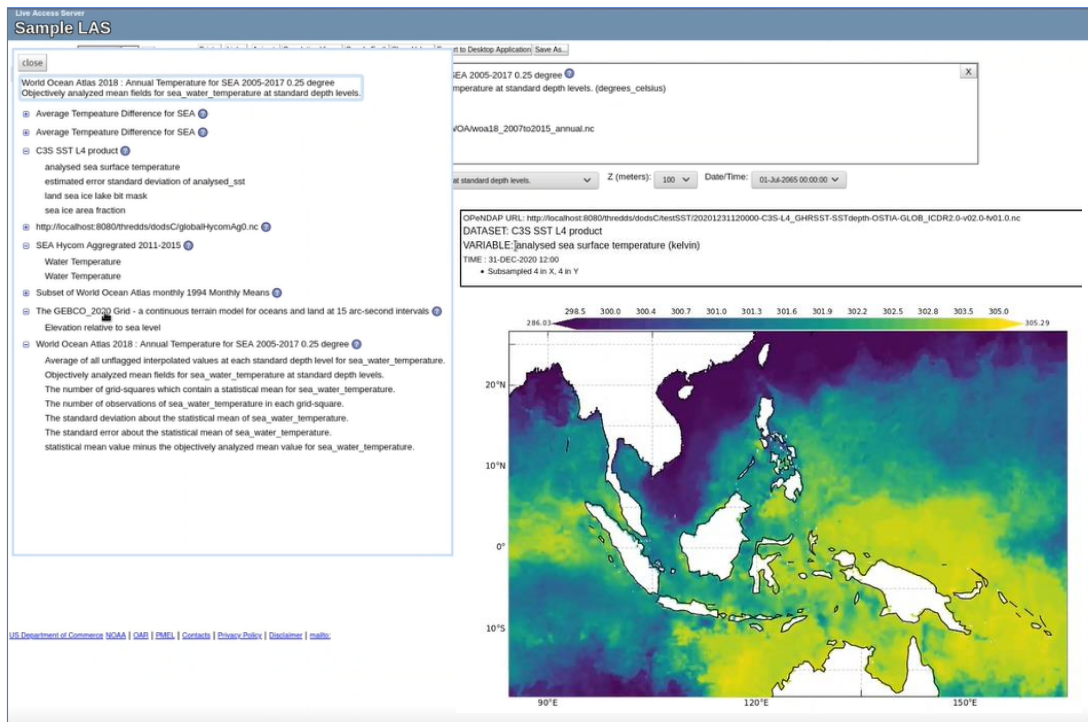 Live Access Server
Sample LAS
t to Desktop Application
Save As...
close
World Ocean Atlas 2018 : Annual Temperature for SEA 2005-2017 0.25 degree
Objectively analyzed mean fields for sea_water_temperature at standard depth levels.
Average Tempeature Difference for SEA
Average Tempeature Difference for SEA
C3S SST L4 product
analysed sea surface temperature
estimated error standard deviation of analysed_sst
land sea ice lake bit mask
sea ice area fraction
http://localhost:8080/thredds/dodsC/globalHycomAg0.nc
SEA Hycom Aggregrated 2011-2015
Water Temperature
Water Temperature
Subset of World Ocean Atlas monthly 1994 Monthly Means
The GEBCO_2020 Grid - a continuous terrain model for oceans and land at 15 arc-second intervals
Elevation relative to sea level
World Ocean Atlas 2018 : Annual Temperature for SEA 2005-2017 0.25 degree
Average of all unflagged interpolated values at each standard depth level for sea_water_temperature.
Objectively analyzed mean fields for sea_water_temperature at standard depth levels.
The number of grid-squares which contain a statistical mean for sea_water_temperature.
The number of observations of sea_water_temperature in each grid-square.
The standard deviation about the statistical mean of sea_water_temperature.
The standard error about the statistical mean of sea_water_temperature.
statistical mean value minus the objectively analyzed mean value for sea_water_temperature.
US Department of Commerce NOAA | OAR | PMEL | Contacts | Privacy Policy | Disclaimer | mailto:
SEA 2005-2017 0.25 degree
X
mperature at standard depth levels. (degrees_celsius)
WOA/woa18_2007to2015_annual.nc
at standard depth levels.
Z (meters): 100
Date/Time: 01-Jul-2065 00:00:00
OPeNDAP URL: http://localhost:8080/thredds/dodsC/testSST/20201231120000-C3S-L4_GHRSST-SSTdepth-OSTIA-GLOB_ICDR2.0-v02.0-fv01.0.nc
DATASET: C3S SST L4 product
VARIABLE: analysed sea surface temperature (kelvin)
TIME : 31-DEC-2020 12:00
• Subsampled 4 in X, 4 in Y
298.5 300.0 300.4 300.7 301.0 301.3 301.6 301.9 302.2 302.5 302.8 303.5 305.0
286.03 305.29
20°N
10°N
0°
10°S
90°E 120°E 150°E